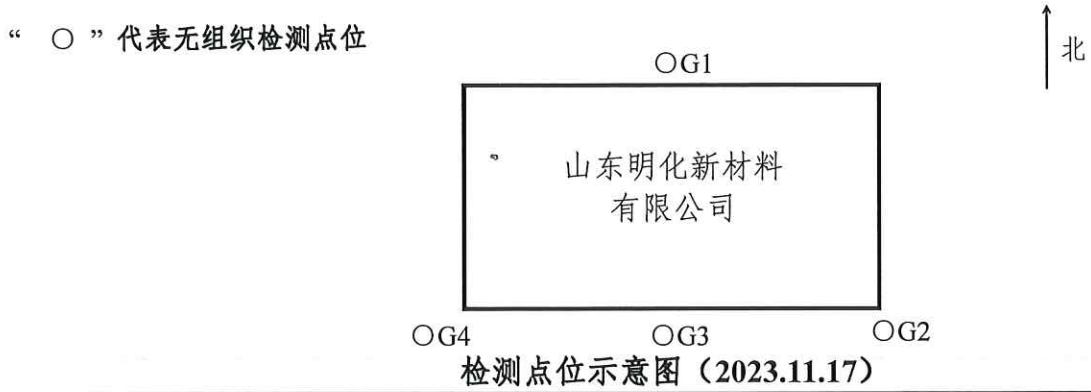 “ ○ ”代表无组织检测点位
北
○G1
山东明化新材料
有限公司
○G4
○G3
○G2
检测点位示意图（2023.11.17）